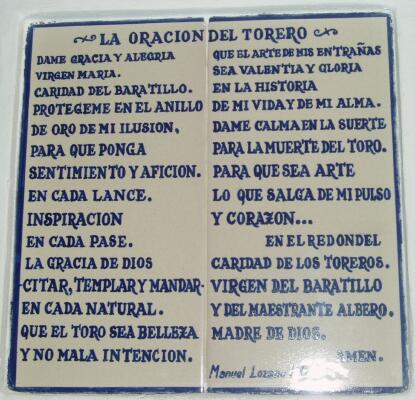 LA ORACION DEL TORERO
DAME GRACIA Y ALEGRIA
VIRGEN MARIA.
CARIDAD DEL BARATILLO.
PROTEGEME EN EL ANILLO
DE ORO DE MI ILUSION,
PARA QUE PONGA
SENTIMIENTO Y AFICION.
EN CADA LANCE.
INSPIRACION
EN CADA PASE.
LA GRACIA DE DIOS
-CITAR, TEMPLAR Y MANDAR-
EN CADA NATURAL.
QUE EL TORO SEA BELLEZA
Y NO MALA INTENCION.
QUE EL ARTE DE MIS ENTRAÑAS
SEA VALENTIA Y GLORIA
EN LA HISTORIA
DE MI VIDA Y DE MI ALMA.
DAME CALMA EN LA SUERTE
PARA LA MUERTE DEL TORO.
PARA QUE SEA ARTE
LO QUE SALGA DE MI PULSO
Y CORAZON...
EN EL REDONDEL
CARIDAD DE LOS TOREROS.
VIRGEN DEL BARATILLO
Y DEL MAESTRANTE ALBERO.
MADRE DE DIOS.
AMEN.
Manuel